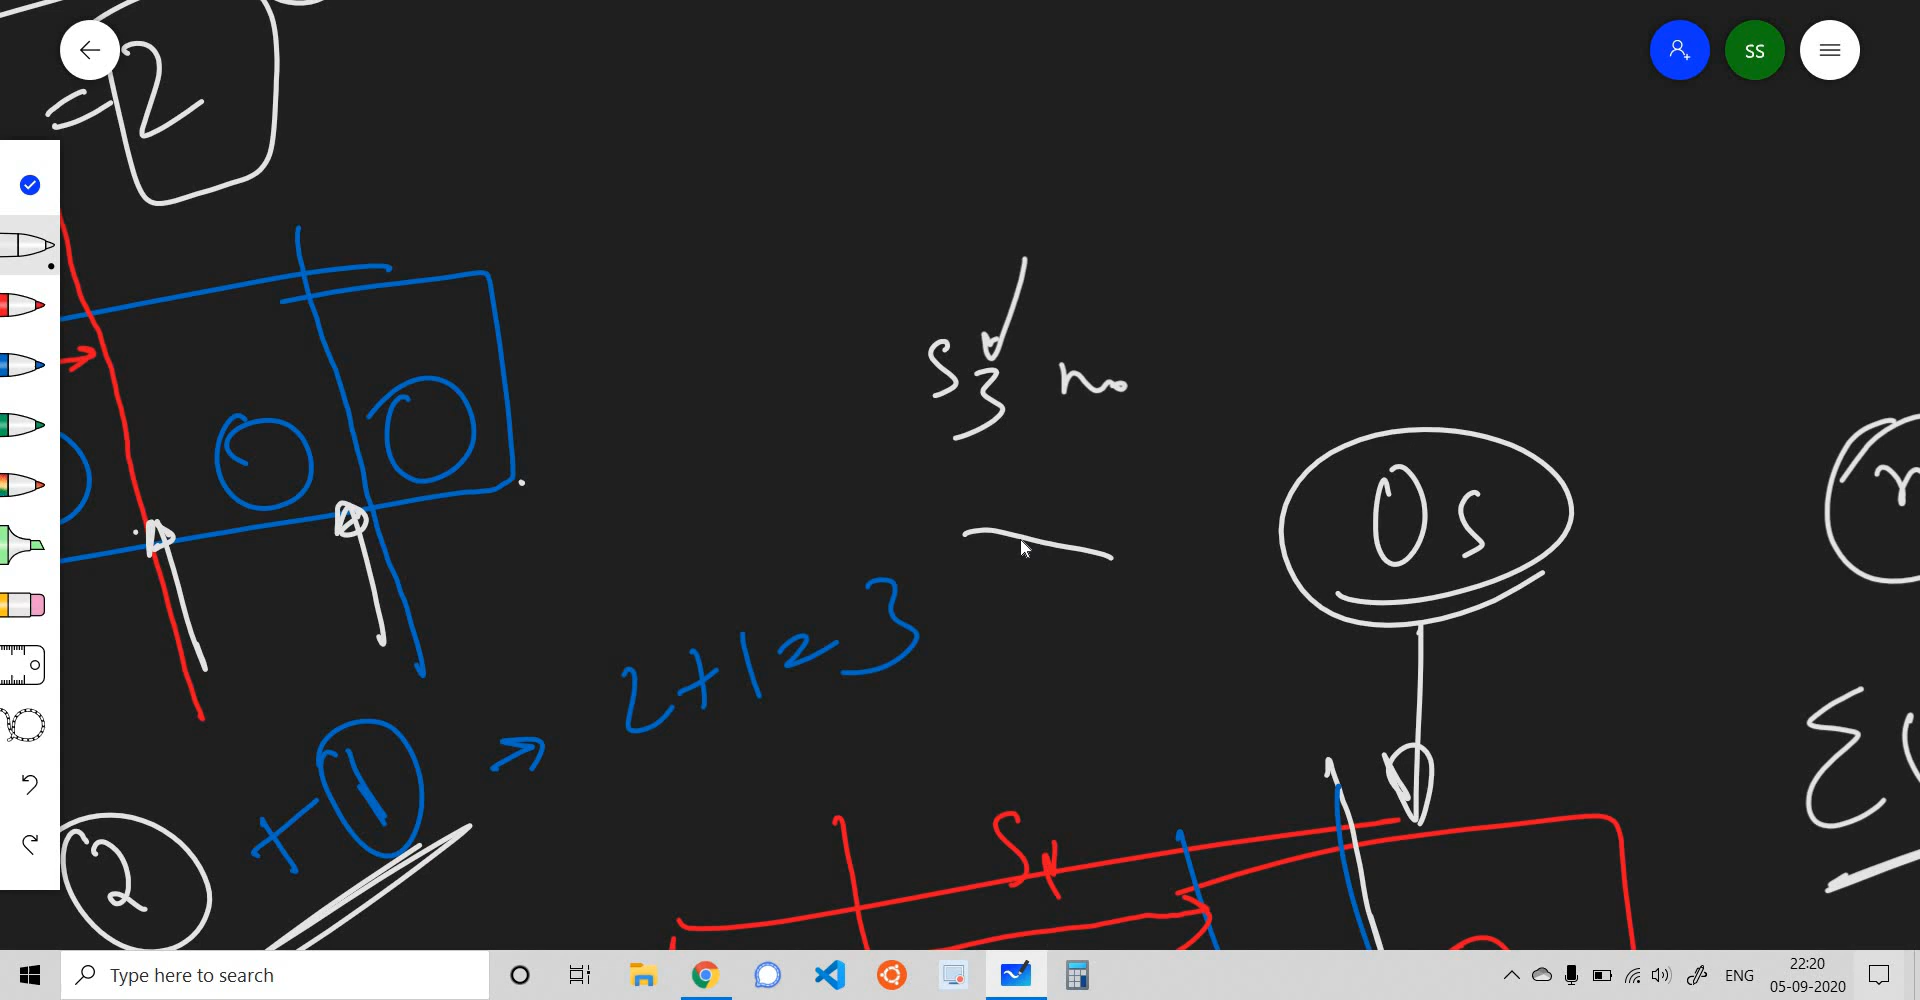 = 2
SS
S3 no
OS
2+1=3
+ 1 →
2
S
Type here to search
ENG
22:20
05-09-2020